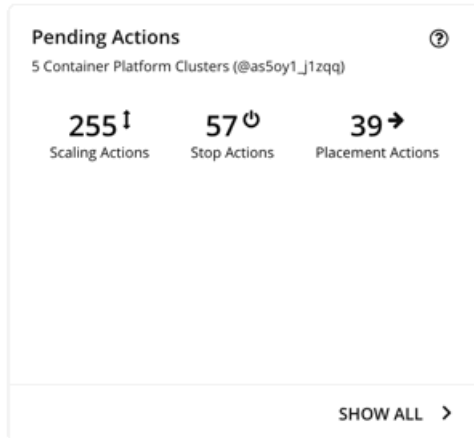 Pending Actions
5 Container Platform Clusters (@as5oy1_j1zqq)
255 57 39
Scaling Actions Stop Actions Placement Actions
SHOW ALL